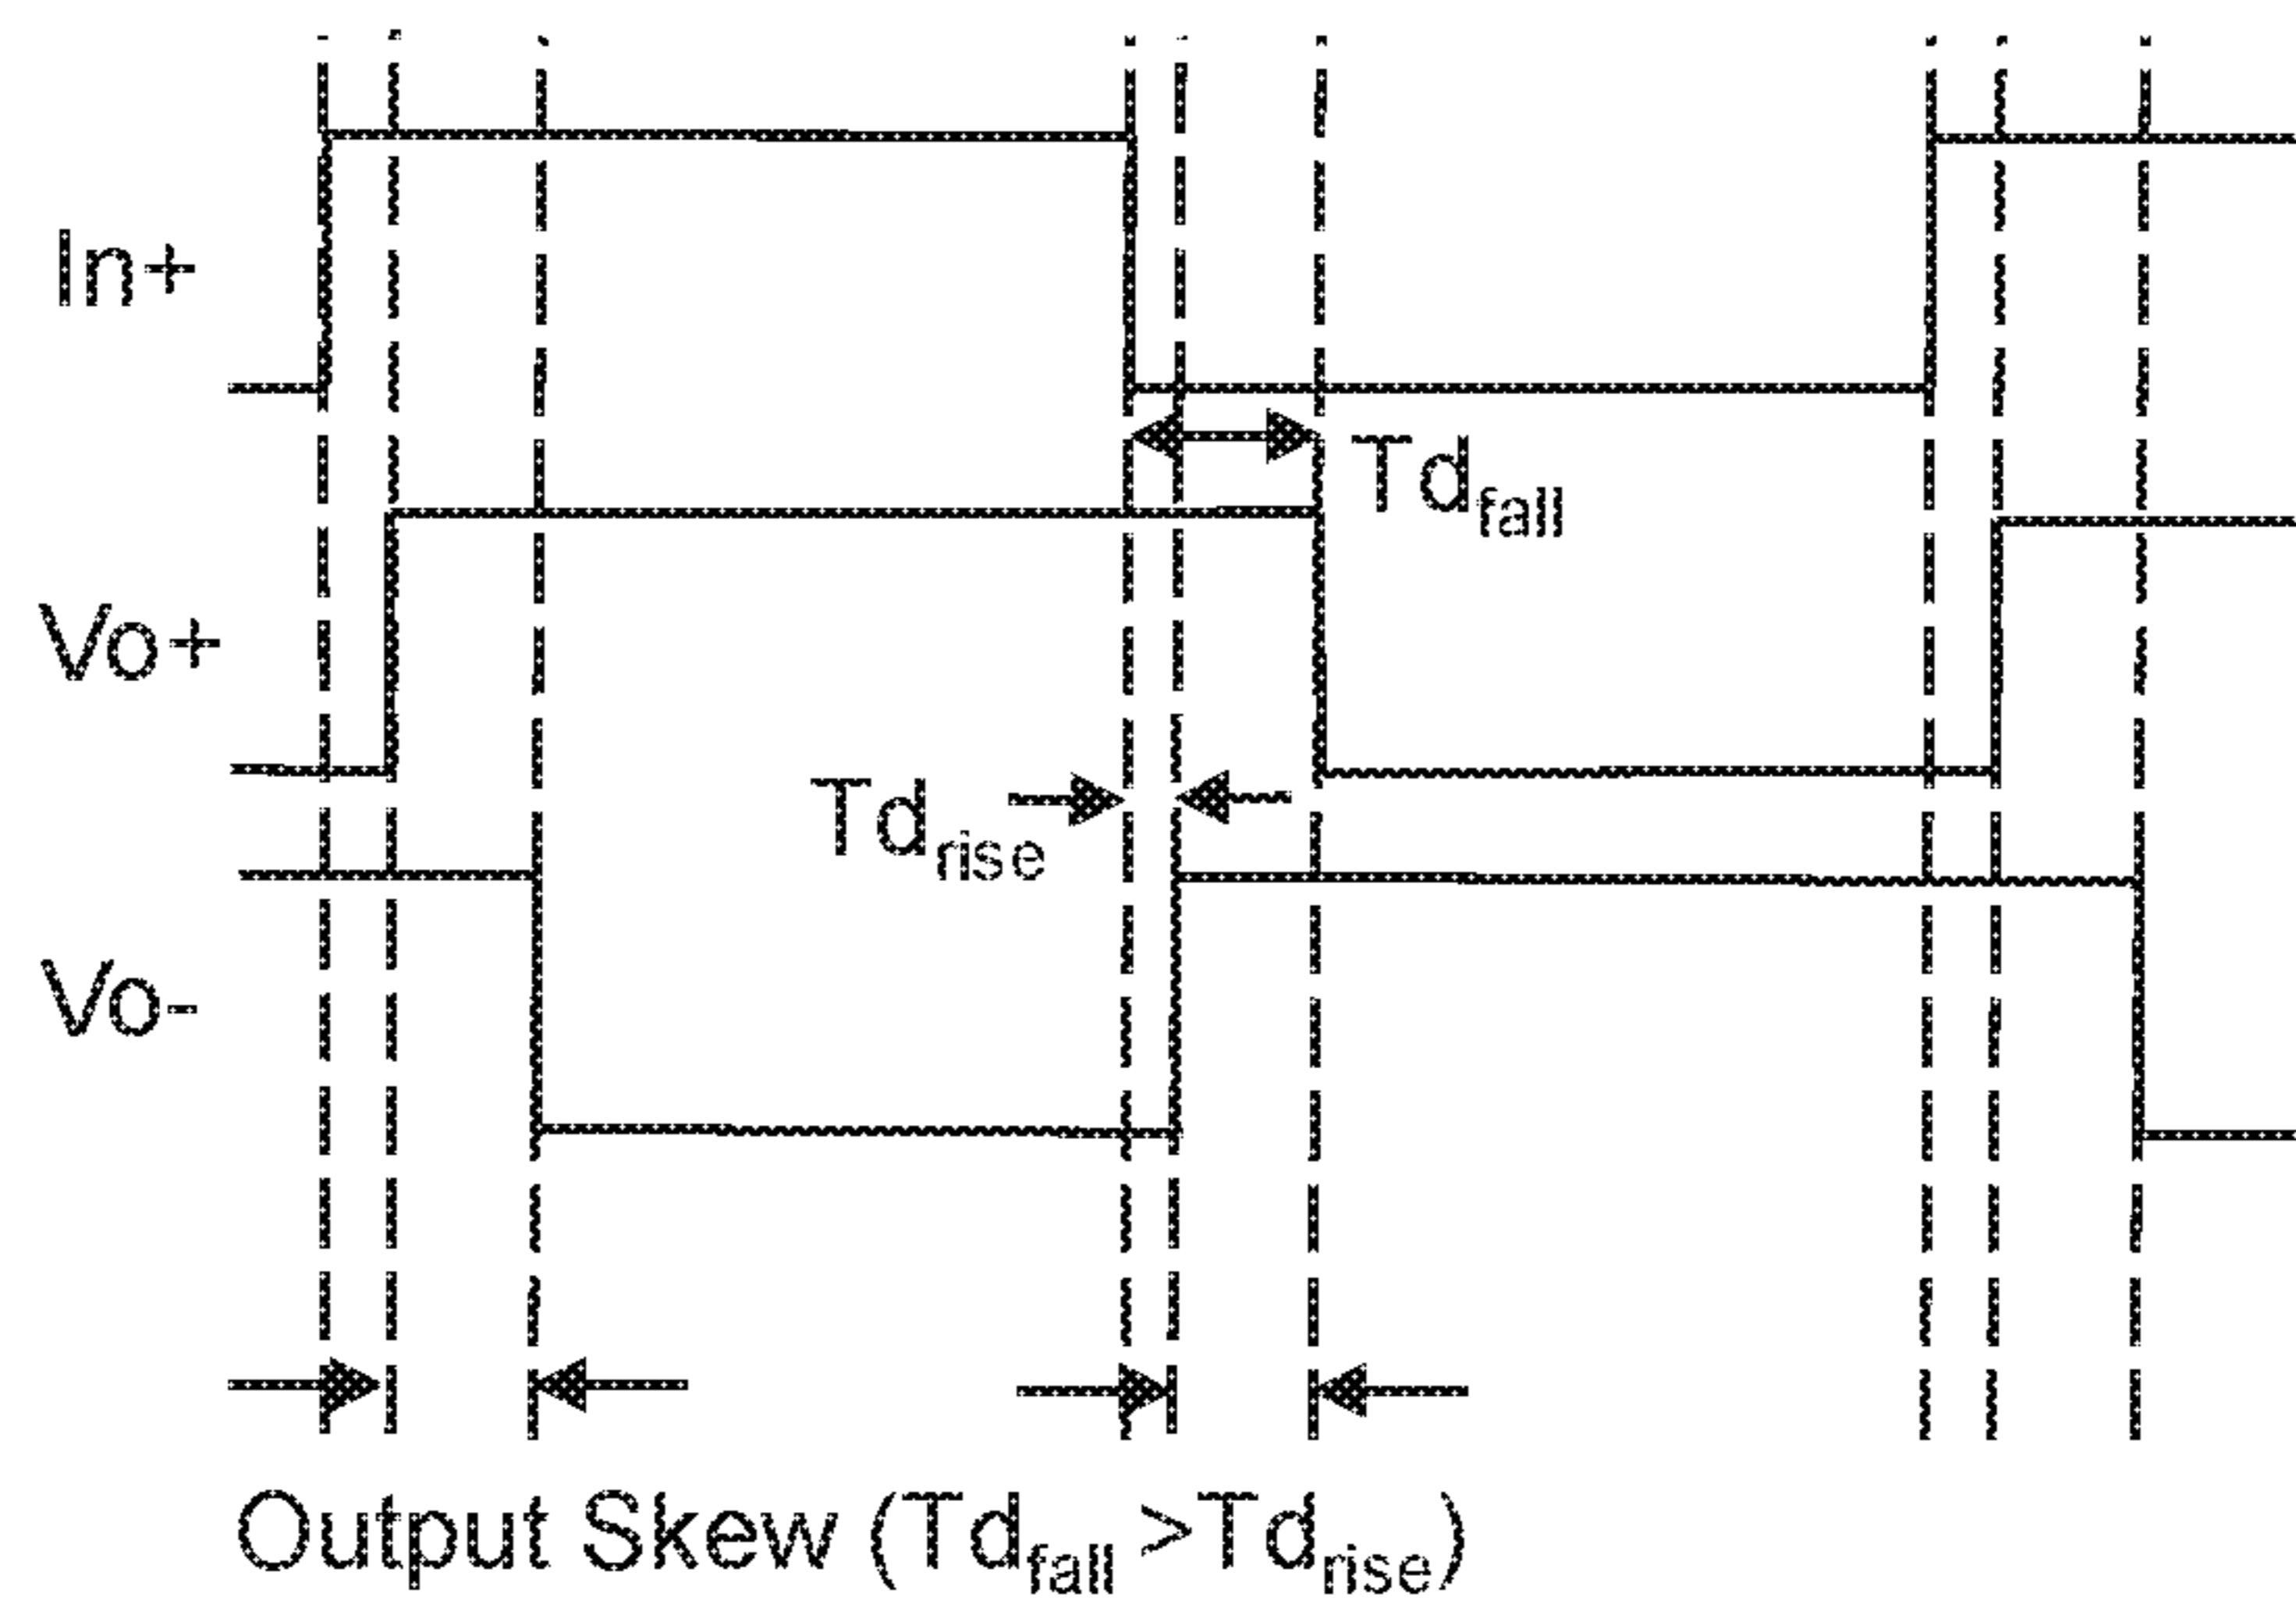 In+
Td_fall
Vo+
Td_rise
Vo-
Output Skew (Td_fall >Td_rise)